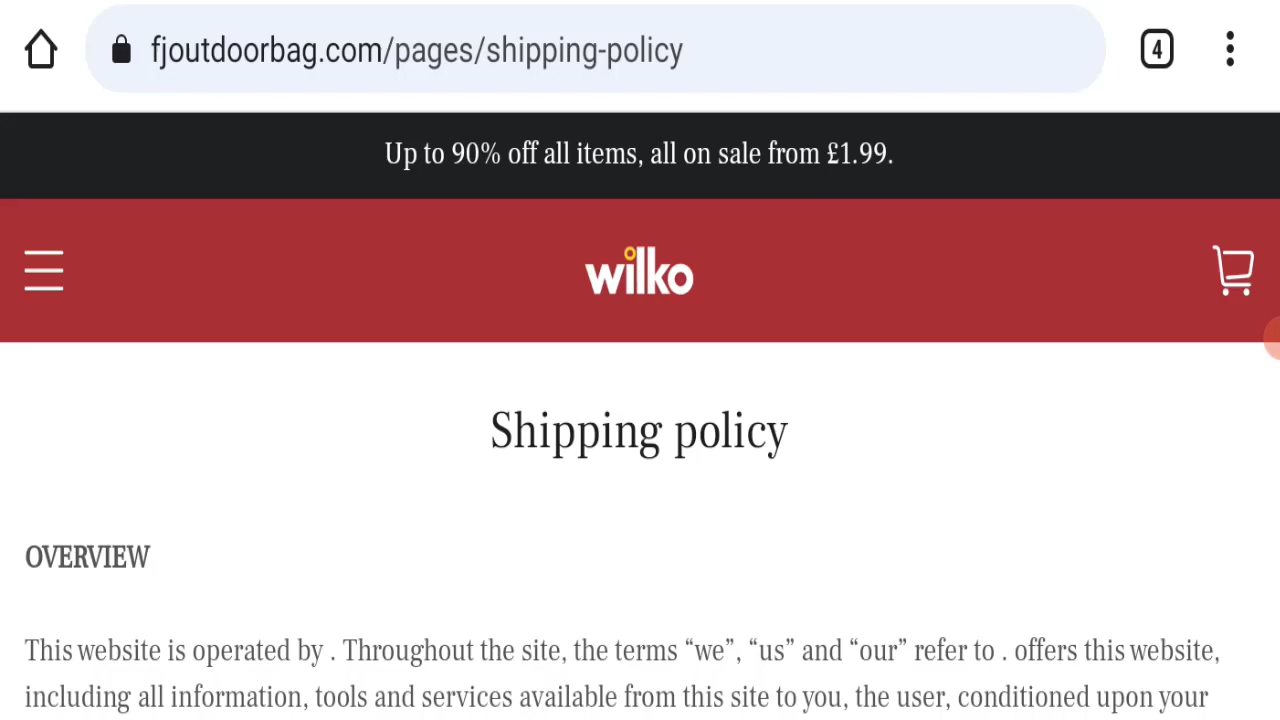 fjoutdoorbag.com/pages/shipping-policy
4
Up to 90% off all items, all on sale from £1.99.
wilko
Shipping policy
OVERVIEW
This website is operated by . Throughout the site, the terms “we”, “us” and “our” refer to . offers this website,
including all information, tools and services available from this site to you, the user, conditioned upon your